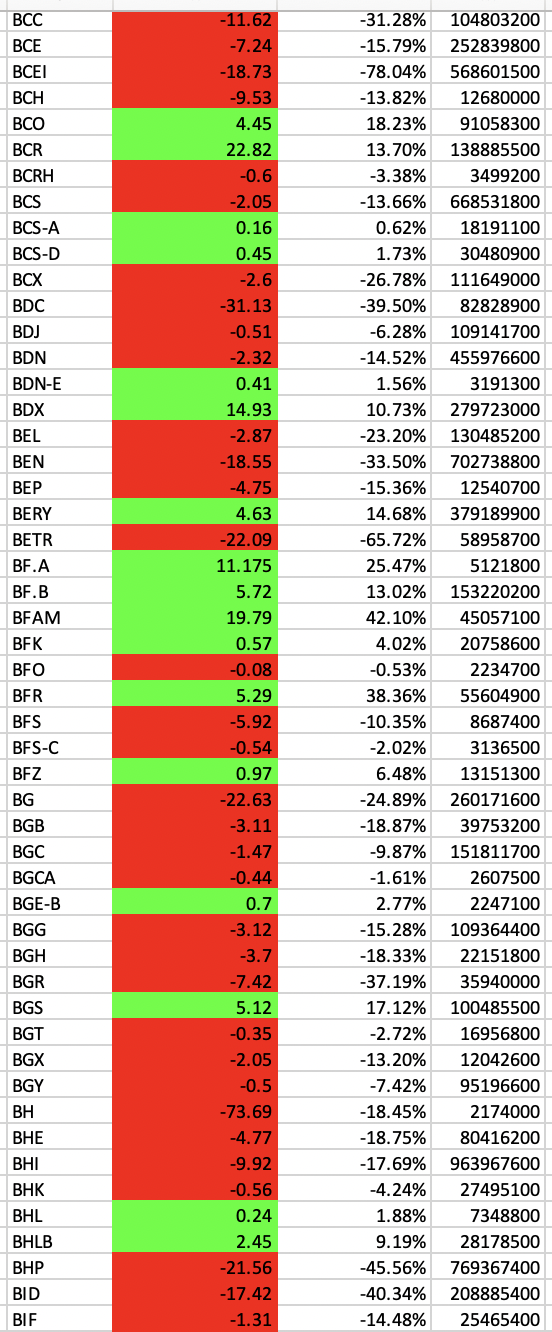 BCC -11.62 -31.28% 104803200
BCE -7.24 -15.79% 252839800
BCEI -18.73 -78.04% 568601500
BCH -9.53 -13.82% 12680000
BCO 4.45 18.23% 91058300
BCR 22.82 13.70% 138885500
BCRH -0.6 -3.38% 3499200
BCS -2.05 -13.66% 668531800
BCS-A 0.16 0.62% 18191100
BCS-D 0.45 1.73% 30480900
BCX -2.6 -26.78% 111649000
BDC -31.13 -39.50% 82828900
BDJ -0.51 -6.28% 109141700
BDN -2.32 -14.52% 455976600
BDN-E 0.41 1.56% 3191300
BDX 14.93 10.73% 279723000
BEL -2.87 -23.20% 130485200
BEN -18.55 -33.50% 702738800
BEP -4.75 -15.36% 12540700
BERY 4.63 14.68% 379189900
BETR -22.09 -65.72% 58958700
BF.A 11.175 25.47% 5121800
BF.B 5.72 13.02% 153220200
BFAM 19.79 42.10% 45057100
BFK 0.57 4.02% 20758600
BFO -0.08 -0.53% 2234700
BFR 5.29 38.36% 55604900
BFS -5.92 -10.35% 8687400
BFS-C -0.54 -2.02% 3136500
BFZ 0.97 6.48% 13151300
BG -22.63 -24.89% 260171600
BGB -3.11 -18.87% 39753200
BGC -1.47 -9.87% 151811700
BGCA -0.44 -1.61% 2607500
BGE-B 0.7 2.77% 2247100
BGG -3.12 -15.28% 109364400
BGH -3.7 -18.33% 22151800
BGR -7.42 -37.19% 35940000
BGS 5.12 17.12% 100485500
BGT -0.35 -2.72% 16956800
BGX -2.05 -13.20% 12042600
BGY -0.5 -7.42% 95196600
BH -73.69 -18.45% 2174000
BHE -4.77 -18.75% 80416200
BHI -9.92 -17.69% 963967600
BHK -0.56 -4.24% 27495100
BHL 0.24 1.88% 7348800
BHLB 2.45 9.19% 28178500
BHP -21.56 -45.56% 769367400
BID -17.42 -40.34% 208885400
BIF -1.31 -14.48% 25465400